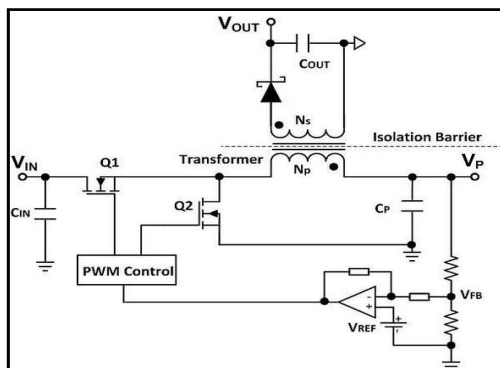 VOUT
COUT
NS
Isolation Barrier
VIN
Q1
Transformer
NP
VP
Q2
CP
CIN
PWM Control
VFB
VREF
- +
+ -